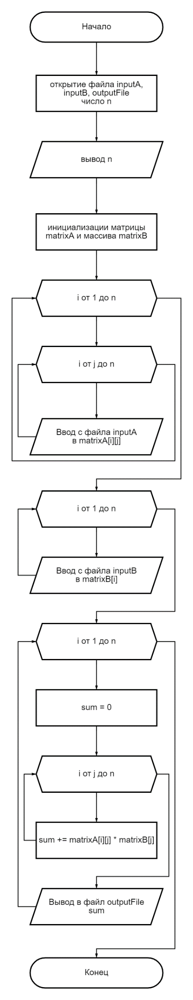 Начало
открытие файла inputA,
inputB, outputFile
число n
вывод n
инициализации матрицы
matrixA и массива matrixB
i от 1 до n
i от j до n
Ввод с файла inputA
в matrixA[i][j]
i от 1 до n
Ввод с файла inputB
в matrixB[i]
i от 1 до n
sum = 0
i от j до n
sum += matrixA[i][j] * matrixB[j]
Вывод в файл outputFile
sum
Конец